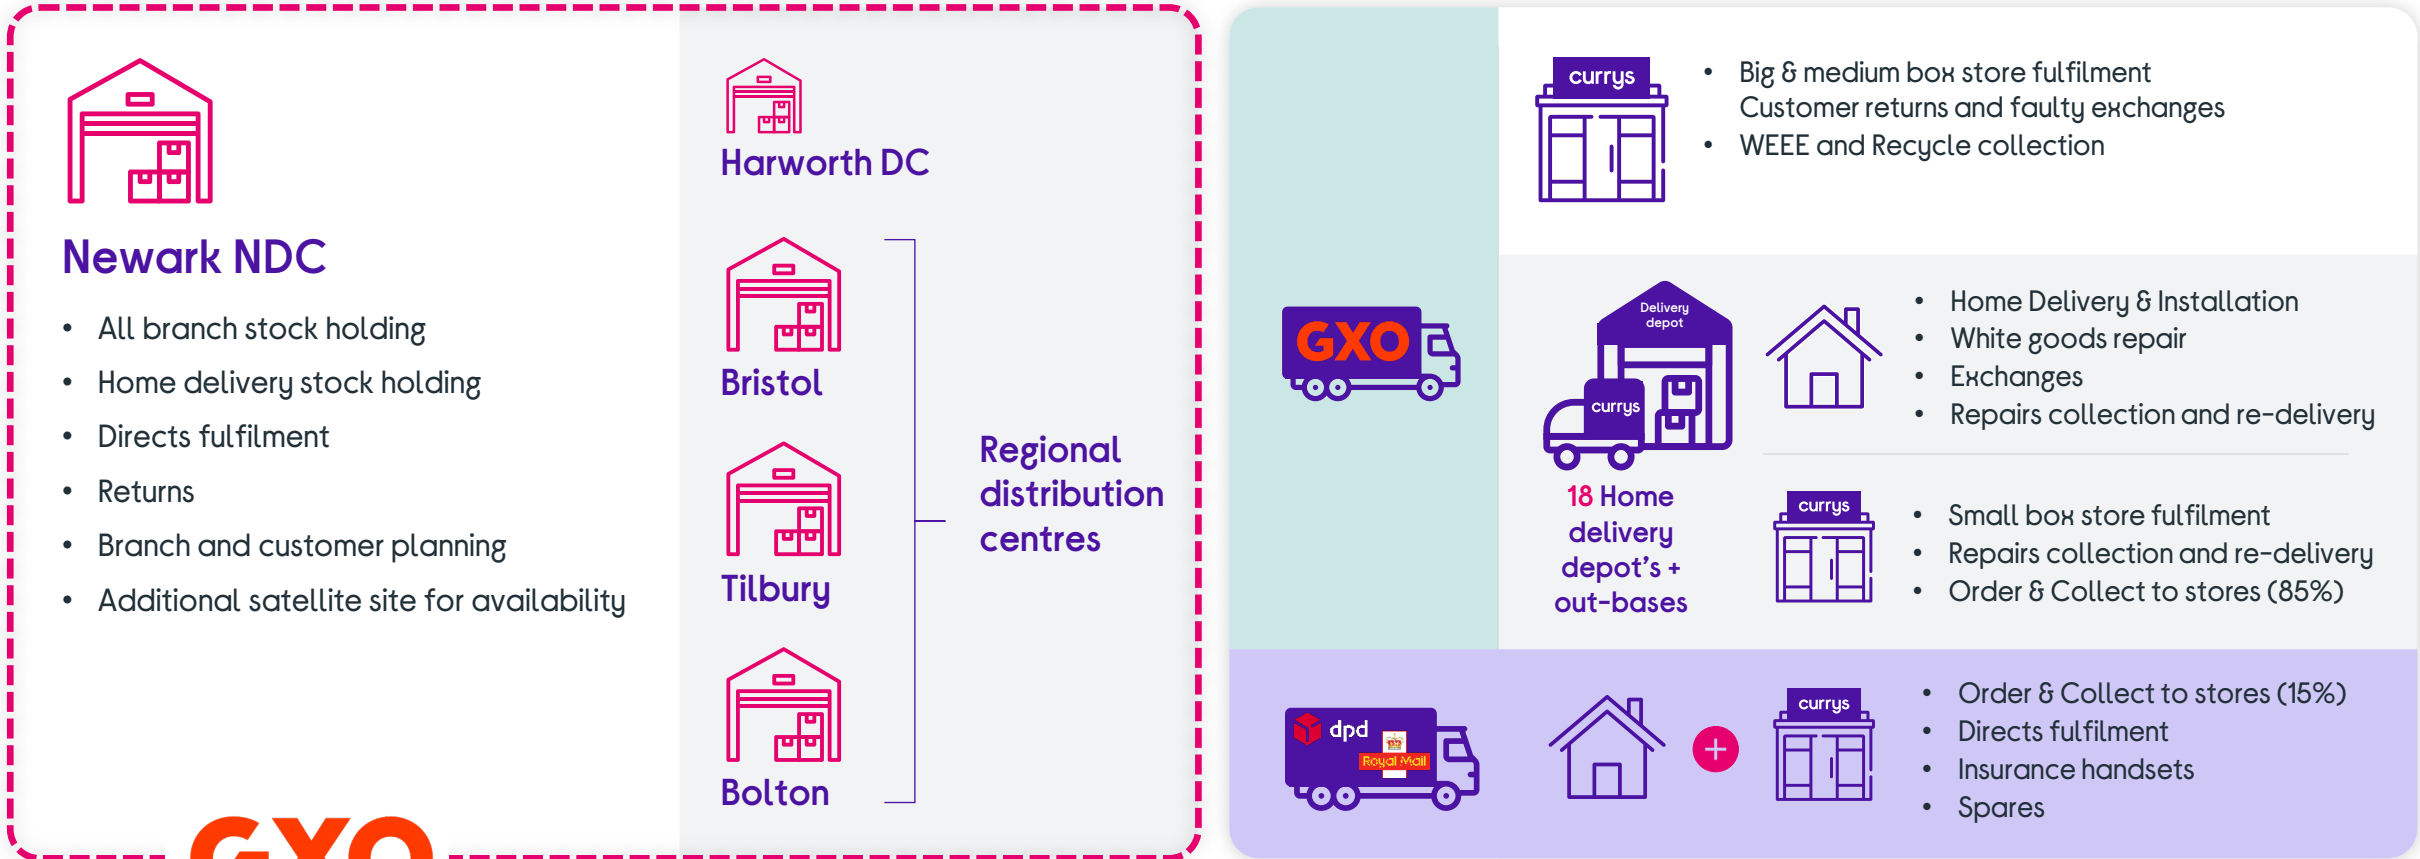 Newark NDC
• All branch stock holding
• Home delivery stock holding
• Directs fulfilment
• Returns
• Branch and customer planning
• Additional satellite site for availability
GXO
Harworth DC
Bristol
Tilbury
Bolton
Regional
distribution
centres
GXO
currys
• Big & medium box store fulfilment
Customer returns and faulty exchanges
• WEEE and Recycle collection
Delivery
depot
currys
18 Home
delivery
depot's +
out-bases
• Home Delivery & Installation
• White goods repair
• Exchanges
• Repairs collection and re-delivery
currys
• Small box store fulfilment
• Repairs collection and re-delivery
• Order & Collect to stores (85%)
dpd
Royal Mail
+
currys
• Order & Collect to stores (15%)
• Directs fulfilment
• Insurance handsets
• Spares